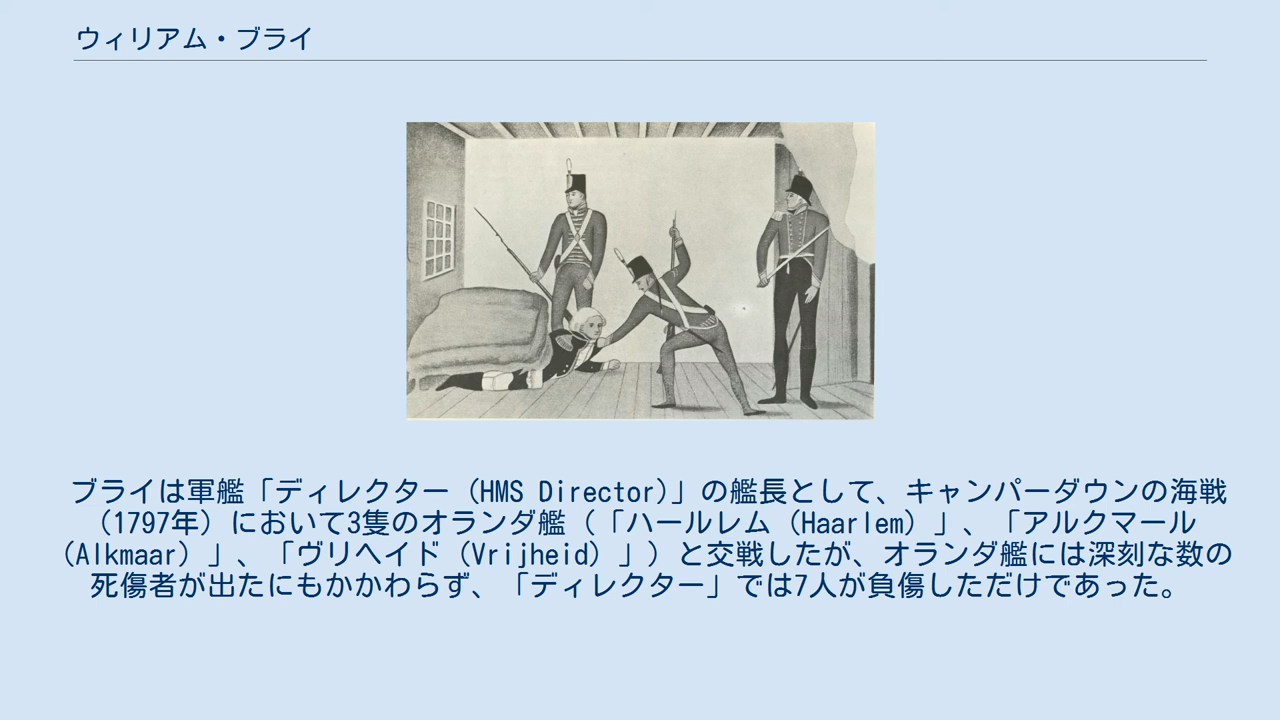 ウィリアム・ブライ
ブライは軍艦「ディレクター（HMS Director）」の艦長として、キャンパーダウンの海戦
（1797年）において3隻のオランダ艦（「ハールレム（Haarlem）」、「アルクマール
（Alkmaar）」、「ヴリヘイド（Vrijheid）」）と交戦したが、オランダ艦には深刻な数の
死傷者が出たにもかかわらず、「ディレクター」では7人が負傷しただけであった。